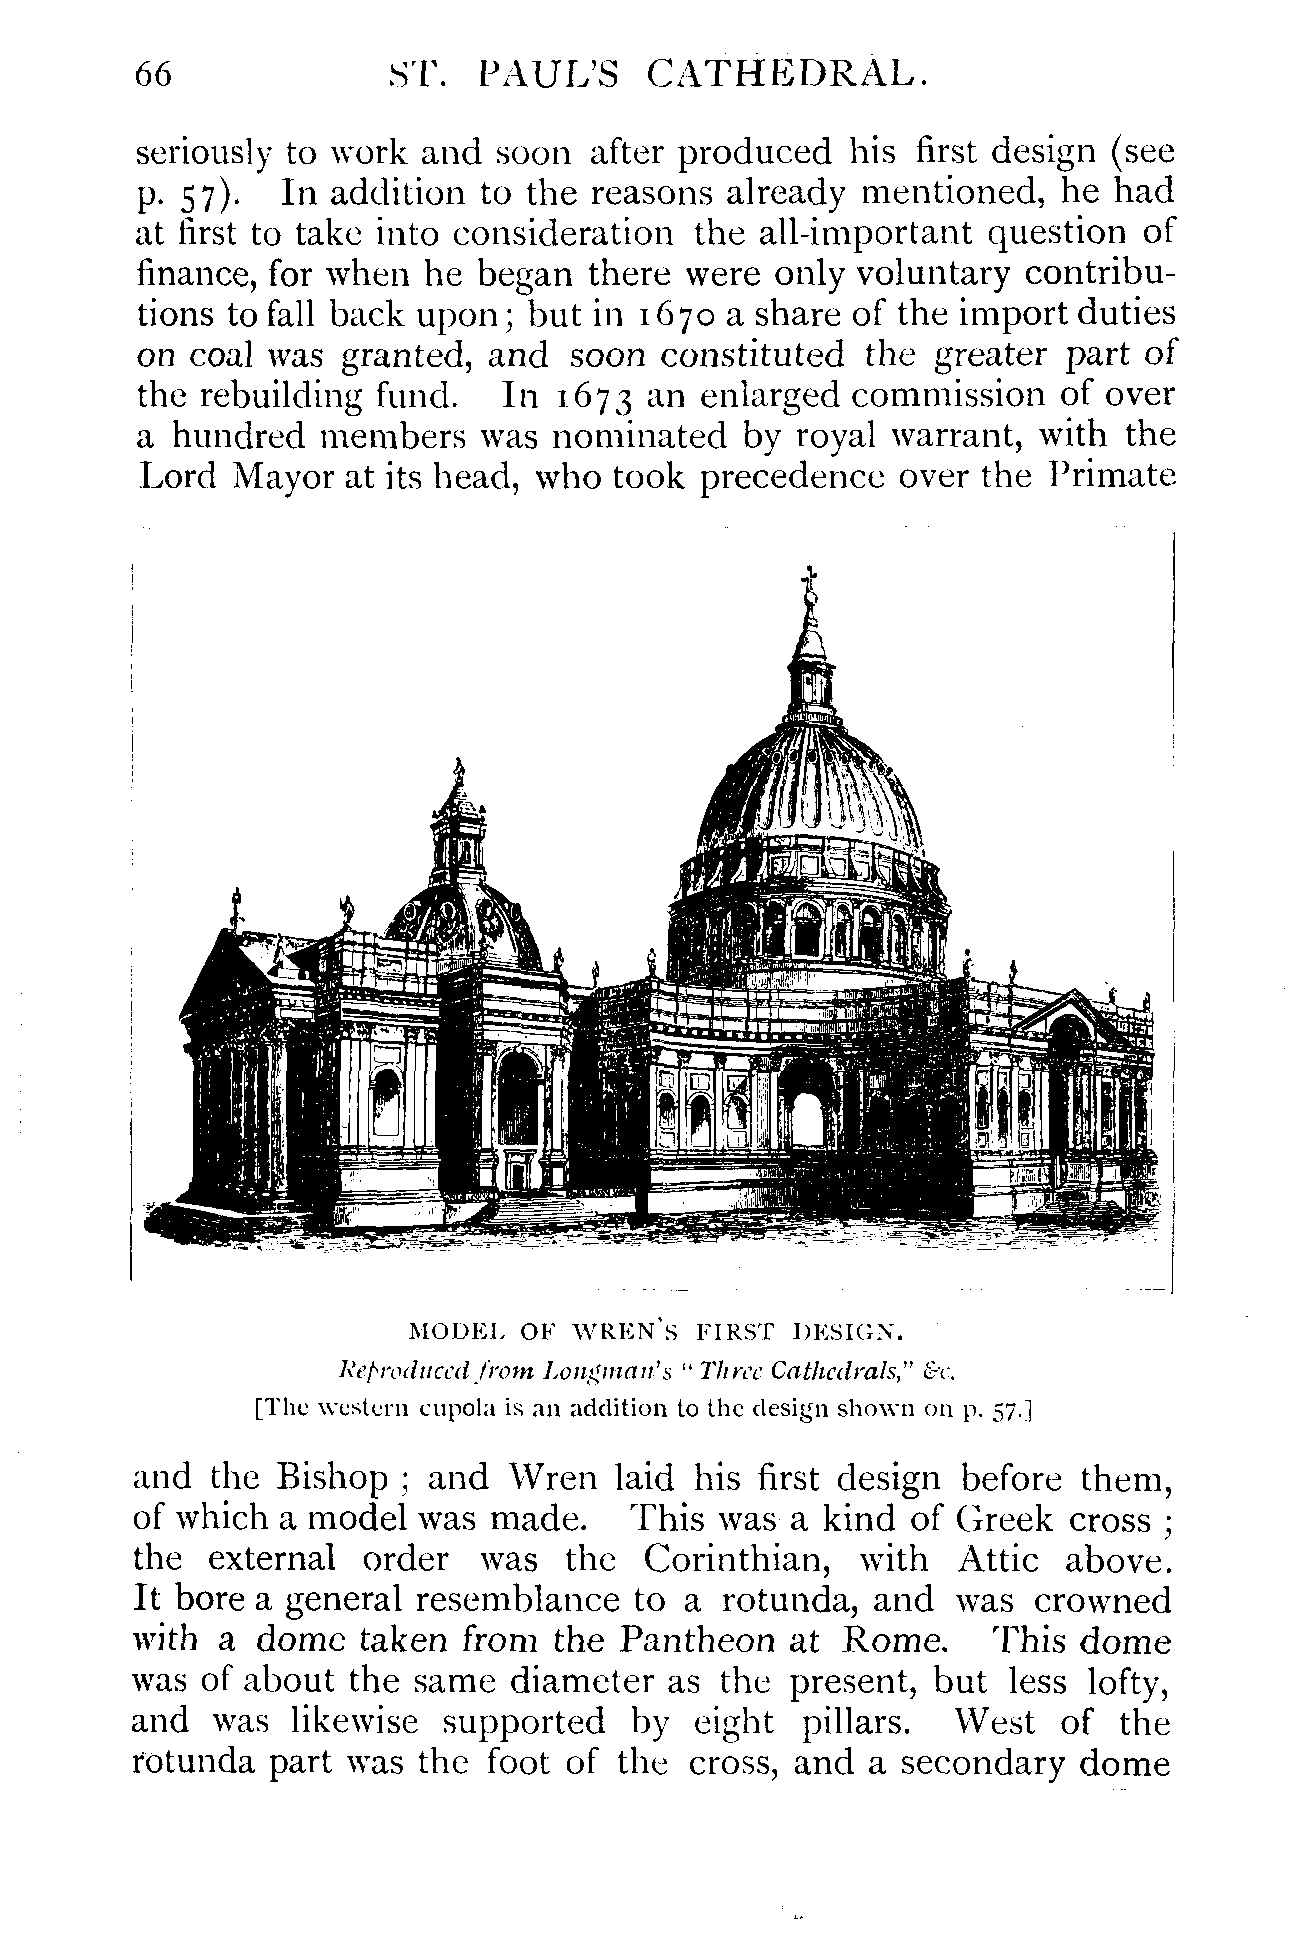 66 ST. PAUL'S CATHEDRAL.
seriously to work and soon after produced his first design (see
p. 57). In addition to the reasons already mentioned, he had
at first to take into consideration the all-important question of
finance, for when he began there were only voluntary contribu-
tions to fall back upon; but in 1670 a share of the import duties
on coal was granted, and soon constituted the greater part of
the rebuilding fund. In 1673 an enlarged commission of over
a hundred members was nominated by royal warrant, with the
Lord Mayor at its head, who took precedence over the Primate
MODEL OF WREN'S FIRST DESIGN.
Reproduced from Longman's "Three Cathedrals," &c.
[The western cupola is an addition to the design shown on p. 57.]
and the Bishop; and Wren laid his first design before them,
of which a model was made. This was a kind of Greek cross;
the external order was the Corinthian, with Attic above.
It bore a general resemblance to a rotunda, and was crowned
with a dome taken from the Pantheon at Rome. This dome
was of about the same diameter as the present, but less lofty,
and was likewise supported by eight pillars. West of the
rotunda part was the foot of the cross, and a secondary dome